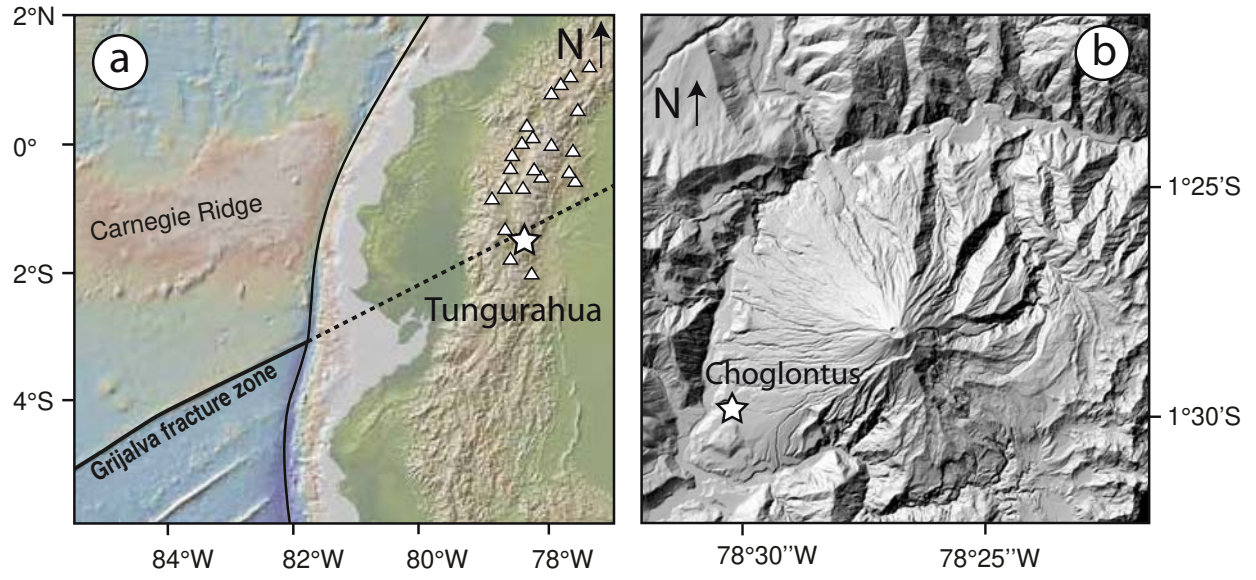 2°N
0°
2°S
4°S
a
N
Carnegie Ridge
Tungurahua
Grijalva fracture zone
84°W
82°W
80°W
78°W
b
N
Choglontus
1°25’S
1°30’S
78°30’’W
78°25’’W